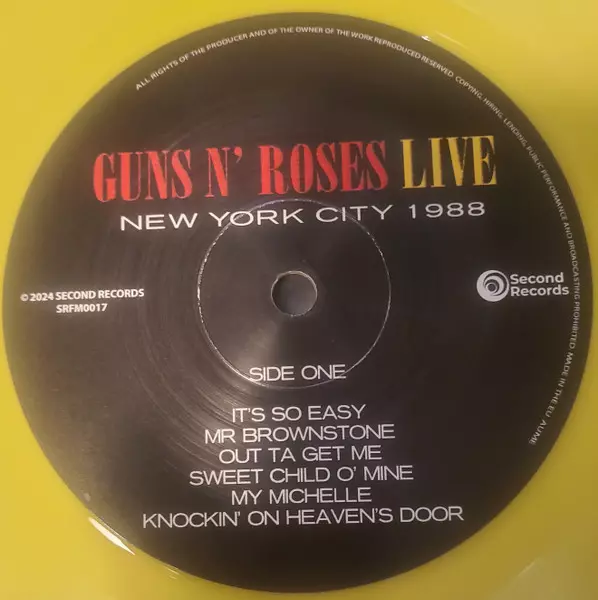 ALL RIGHTS OF THE PRODUCER AND OF THE OWNER OF THE WORK REPRODUCED RESERVED. COPYING, HIRING, LENDING, PUBLIC PERFORMANCE AND BROADCASTING PROHIBITED. MADE IN THE EU. AUME
GUNS N' ROSES LIVE
NEW YORK CITY 1988
© 2024 SECOND RECORDS
SRFM0017
Second
Records
SIDE ONE
IT'S SO EASY
MR BROWNSTONE
OUT TA GET ME
SWEET CHILD O' MINE
MY MICHELLE
KNOCKIN' ON HEAVEN'S DOOR